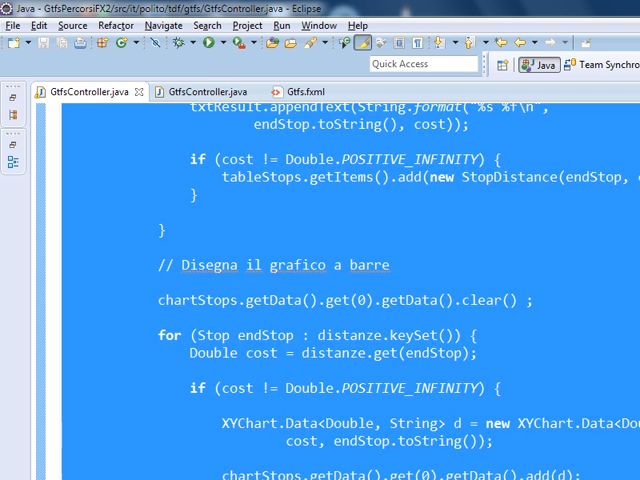 Java - GtfsPercorsiFX2/src/it/polito/tdf/gtfs/GtfsController.java - Eclipse
File Edit Source Refactor Navigate Search Project Run Window Help
Quick Access
Java
Team Synchro
GtfsController.java
GtfsController.java
Gtfs.fxml
txtResult.appendText(String.format("%s %f\n",
endStop.toString(), cost));
if (cost != Double.POSITIVE_INFINITY) {
tableStops.getItems().add(new StopDistance(endStop,
}
}
// Disegna il grafico a barre
chartStops.getData().get(0).getData().clear() ;
for (Stop endStop : distanze.keySet()) {
Double cost = distanze.get(endStop);
if (cost != Double.POSITIVE_INFINITY) {
XYChart.Data<Double, String> d = new XYChart.Data<Dou
cost, endStop.toString());
chartStops.getData().get(0).getData().add(d);